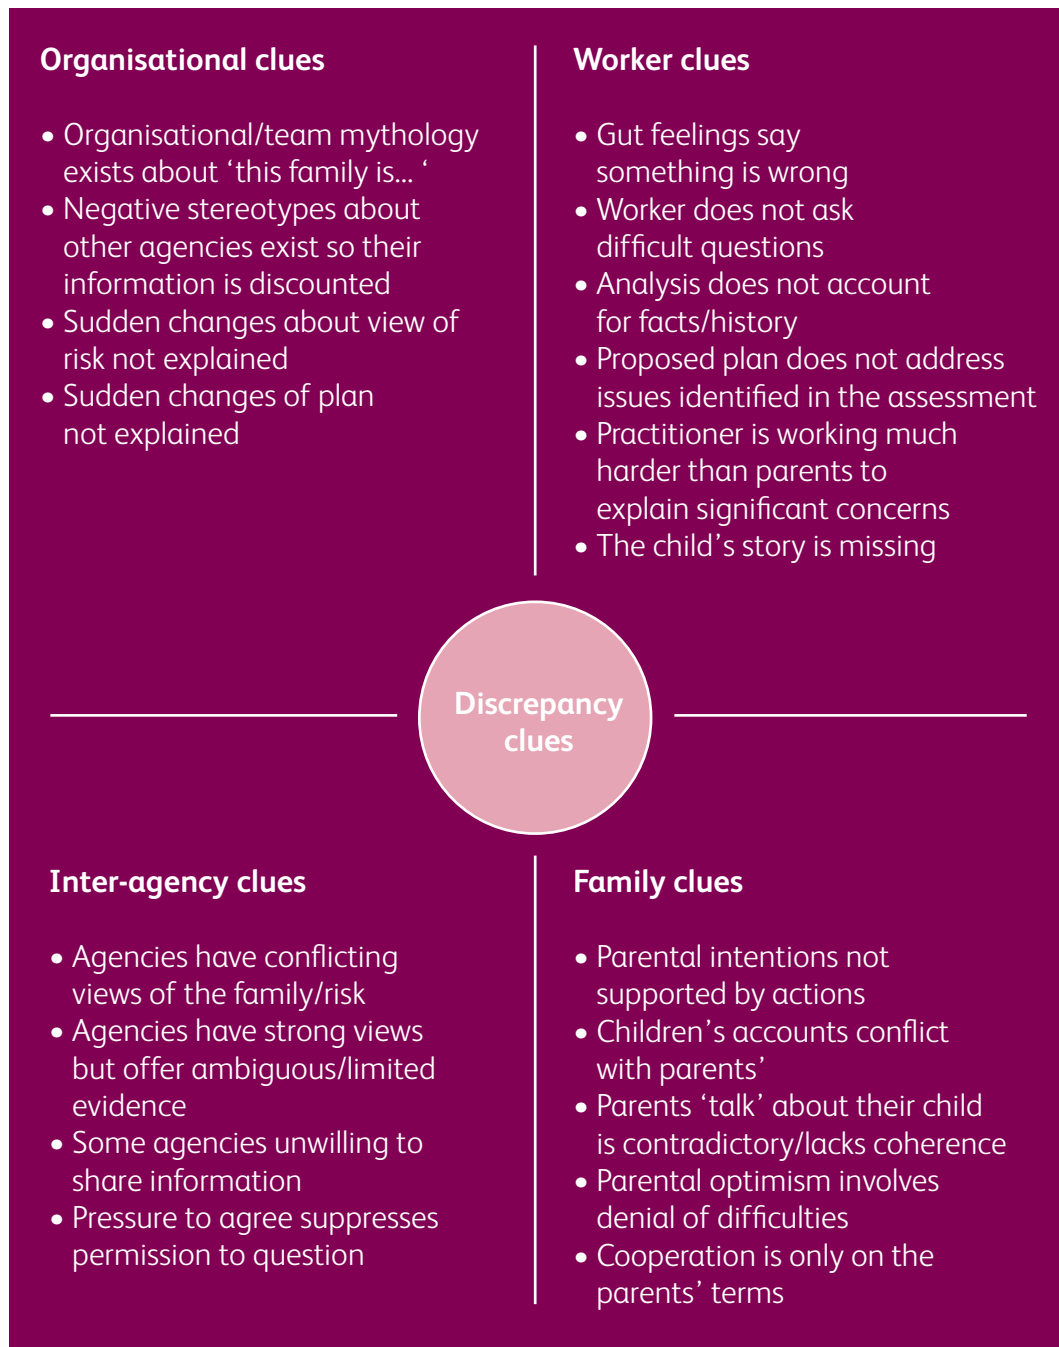 Organisational clues
• Organisational/team mythology
exists about ‘this family is... ‘
• Negative stereotypes about
other agencies exist so their
information is discounted
• Sudden changes about view of
risk not explained
• Sudden changes of plan
not explained
Worker clues
• Gut feelings say
something is wrong
• Worker does not ask
difficult questions
• Analysis does not account
for facts/history
• Proposed plan does not address
issues identified in the assessment
• Practitioner is working much
harder than parents to
explain significant concerns
• The child’s story is missing
Discrepancy
clues
Inter-agency clues
• Agencies have conflicting
views of the family/risk
• Agencies have strong views
but offer ambiguous/limited
evidence
• Some agencies unwilling to
share information
• Pressure to agree suppresses
permission to question
Family clues
• Parental intentions not
supported by actions
• Children’s accounts conflict
with parents’
• Parents ‘talk’ about their child
is contradictory/lacks coherence
• Parental optimism involves
denial of difficulties
• Cooperation is only on the
parents’ terms